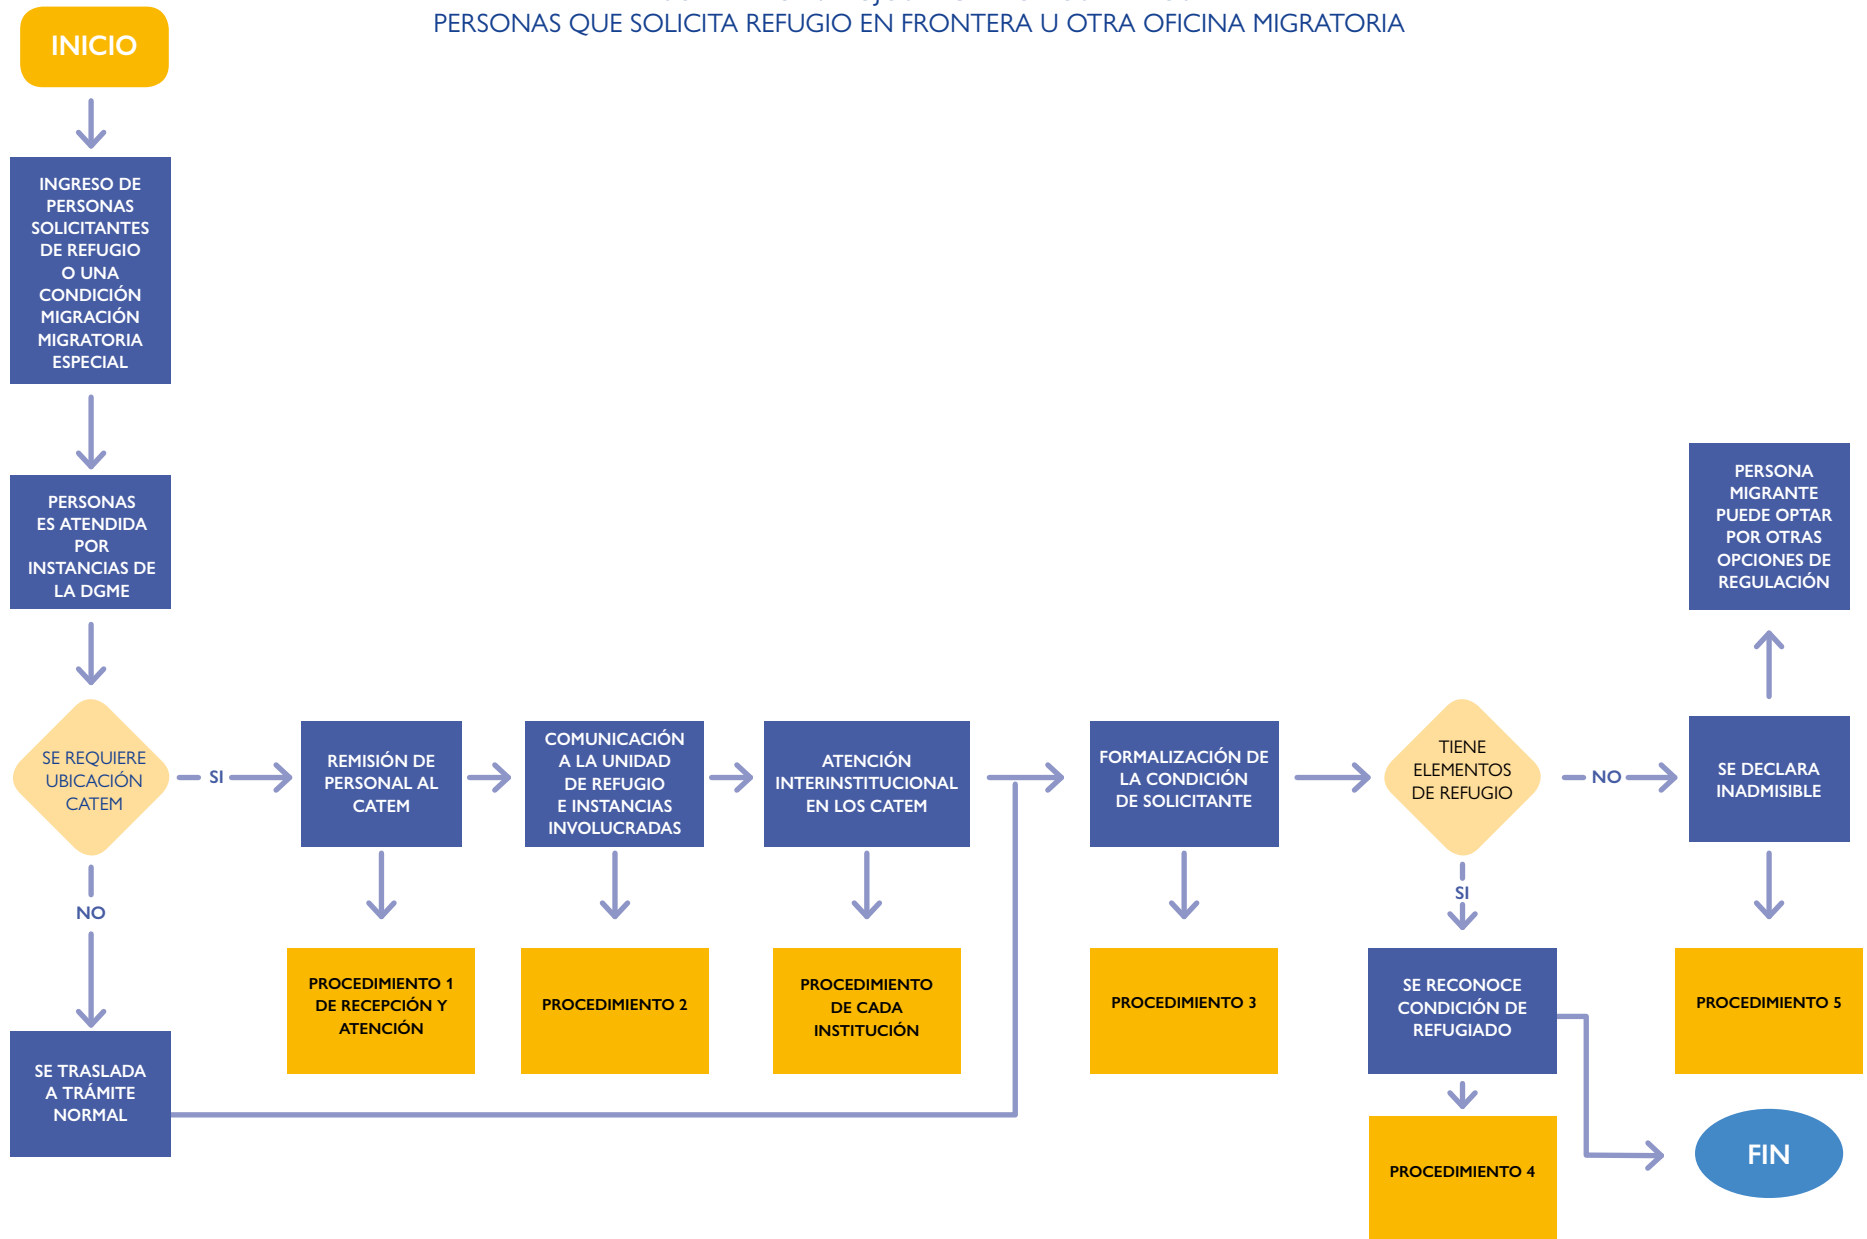 PERSONAS QUE SOLICITA REFUGIO EN FRONTERA U OTRA OFICINA MIGRATORIA
INICIO
INGRESO DE
PERSONAS
SOLICITANTES
DE REFUGIO
O UNA
CONDICIÓN
MIGRACIÓN
MIGRATORIA
ESPECIAL
PERSONAS
ES ATENDIDA
POR
INSTANCIAS DE
LA DGME
SE REQUIERE
UBICACIÓN
CATEM
SI
NO
SE TRASLADA
A TRÁMITE
NORMAL
REMISIÓN DE
PERSONAL AL
CATEM
PROCEDIMIENTO 1
DE RECEPCIÓN Y
ATENCIÓN
COMUNICACIÓN
A LA UNIDAD
DE REFUGIO
E INSTANCIAS
INVOLUCRADAS
PROCEDIMIENTO 2
ATENCIÓN
INTERINSTITUCIONAL
EN LOS CATEM
PROCEDIMIENTO
DE CADA
INSTITUCIÓN
FORMALIZACIÓN DE
LA CONDICIÓN
DE SOLICITANTE
PROCEDIMIENTO 3
TIENE
ELEMENTOS
DE REFUGIO
SI
SE RECONOCE
CONDICIÓN DE
REFUGIADO
PROCEDIMIENTO 4
NO
SE DECLARA
INADMISIBLE
PERSONA
MIGRANTE
PUEDE OPTAR
POR OTRAS
OPCIONES DE
REGULACIÓN
PROCEDIMIENTO 5
FIN